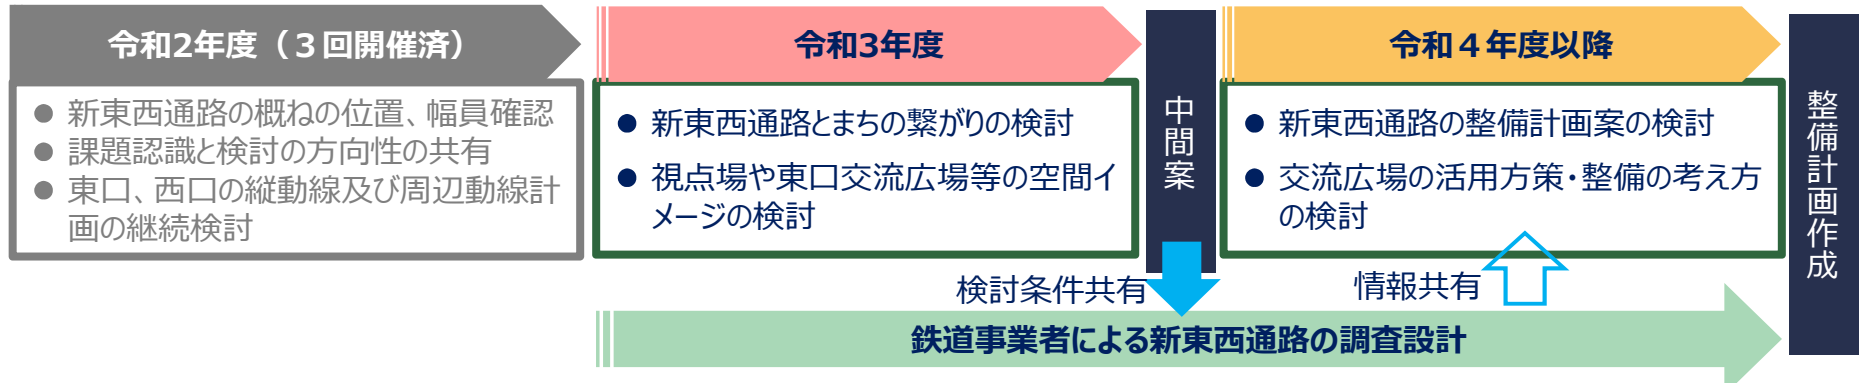 令和2年度（３回開催済）
● 新東西通路の概ねの位置、幅員確認
● 課題認識と検討の方向性の共有
● 東口、西口の縦動線及び周辺動線計
画の継続検討
令和3年度
● 新東西通路とまちの繋がりの検討
● 視点場や東口交流広場等の空間イ
メージの検討
中間案
令和４年度以降
● 新東西通路の整備計画案の検討
● 交流広場の活用方策・整備の考え方
の検討
整備計画作成
検討条件共有
情報共有
鉄道事業者による新東西通路の調査設計